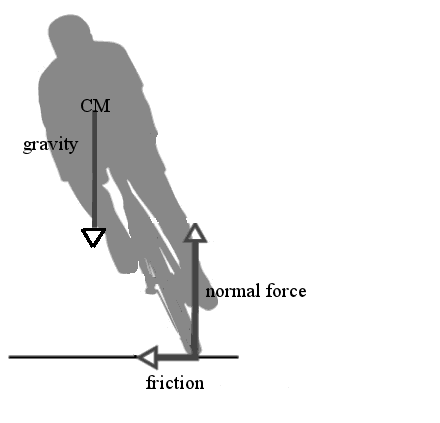 CM
gravity
normal force
friction